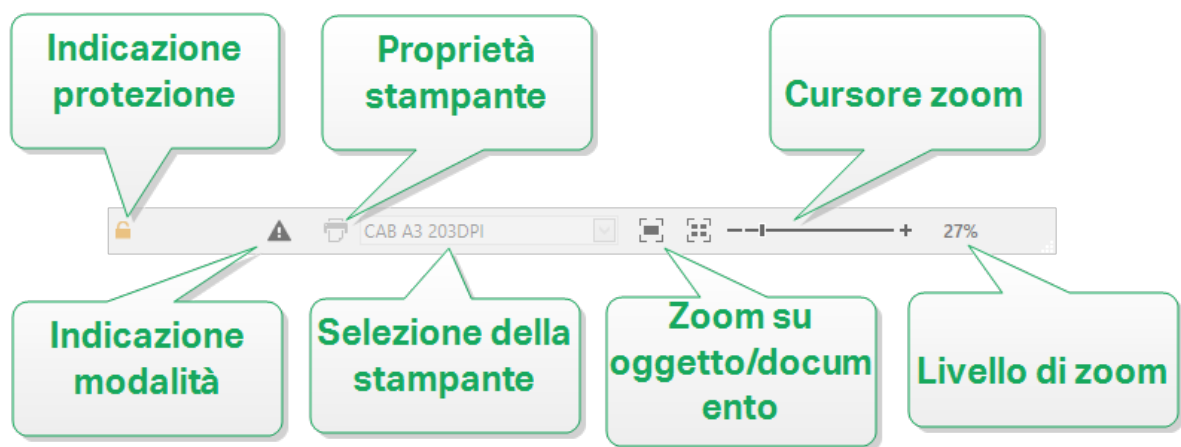 Indicazione
protezione
Proprietà
stampante
Cursore zoom
CAB A3 203DPI
27%
Indicazione
modalità
Selezione della
stampante
Zoom su
oggetto/docum
ento
Livello di zoom